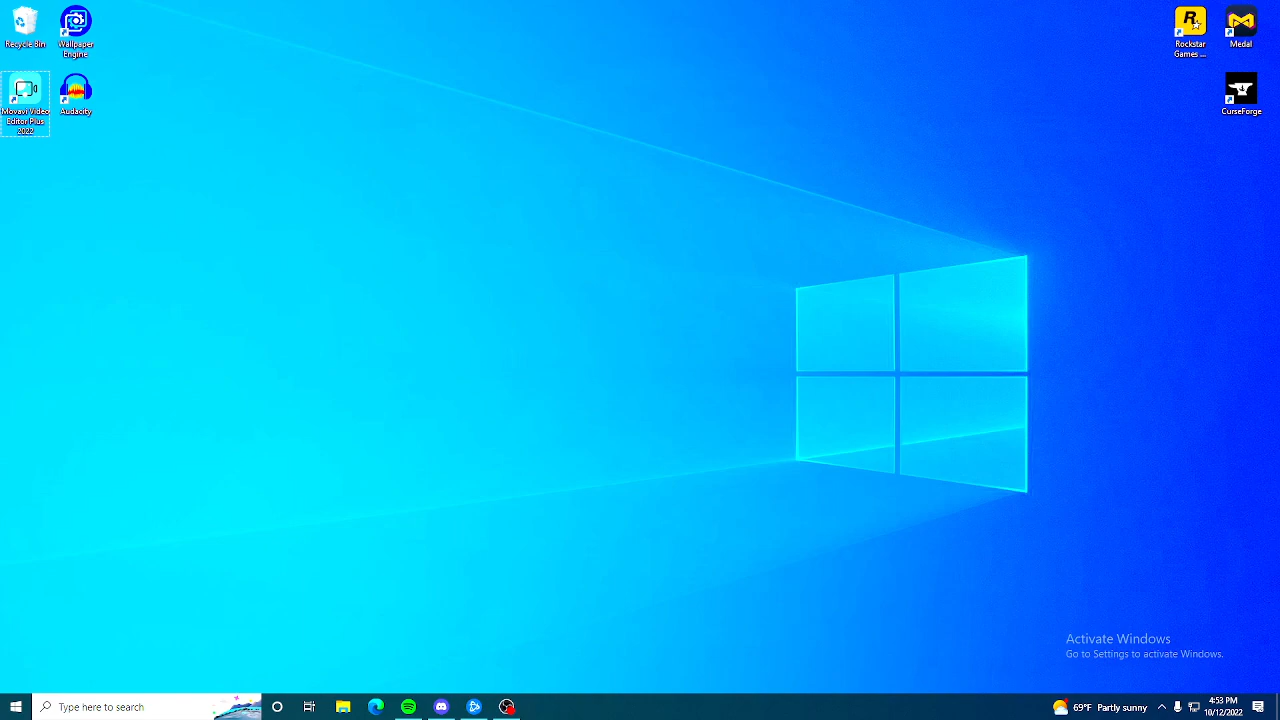 Recycle Bin
Wallpaper
Engine
Movavi Video
Editor Plus
2022
Audacity
Rockstar
Games ...
Medal
CurseForge
Activate Windows
Go to Settings to activate Windows.
Type here to search
69°F Partly sunny
4:53 PM
10/12/2022